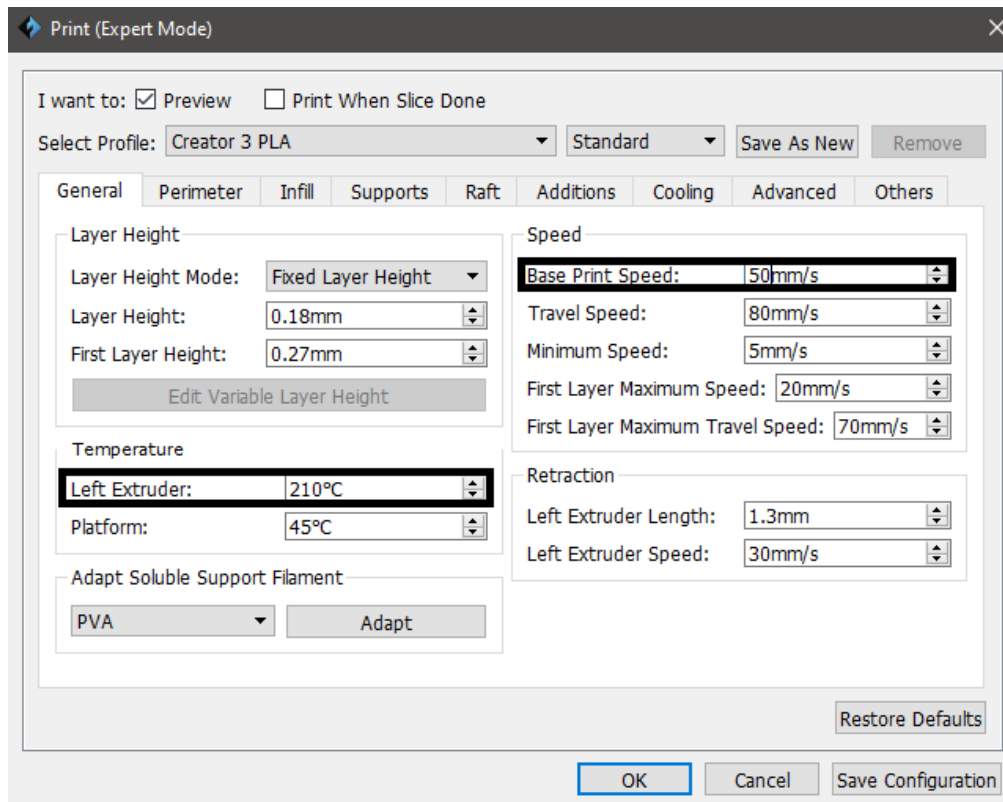 Print (Expert Mode)
I want to: Preview Print When Slice Done
Select Profile: Creator 3 PLA Standard Save As New Remove
General Perimeter Infill Supports Raft Additions Cooling Advanced Others
Layer Height
Layer Height Mode: Fixed Layer Height
Layer Height: 0.18mm
First Layer Height: 0.27mm
Edit Variable Layer Height
Temperature
Left Extruder: 210°C
Platform: 45°C
Adapt Soluble Support Filament
PVA Adapt
Speed
Base Print Speed: 50mm/s
Travel Speed: 80mm/s
Minimum Speed: 5mm/s
First Layer Maximum Speed: 20mm/s
First Layer Maximum Travel Speed: 70mm/s
Retraction
Left Extruder Length: 1.3mm
Left Extruder Speed: 30mm/s
Restore Defaults
OK Cancel Save Configuration